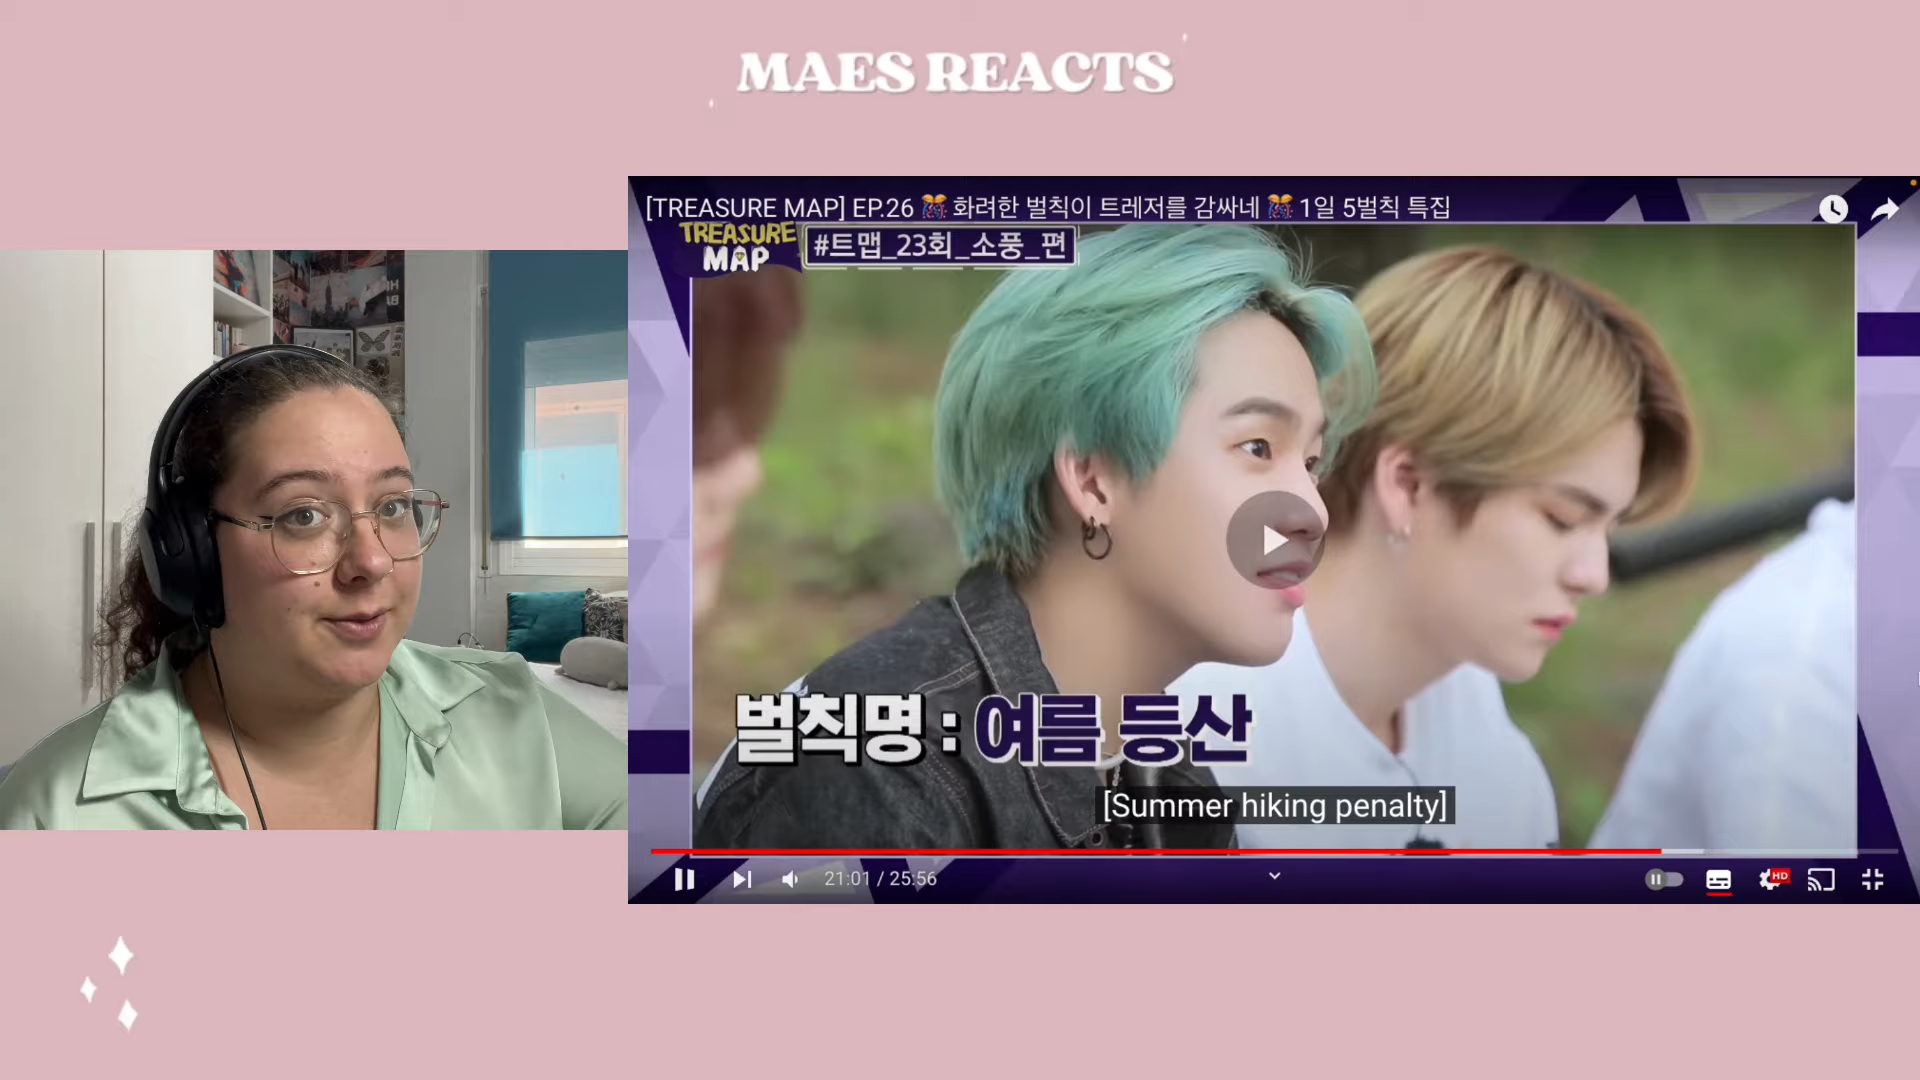 MAES REACTS
[TREASURE MAP] EP.26 🎊 화려한 벌칙이 트레저를 감싸네 🎊 1일 5벌칙 특집
TREASURE
MAP
#트맵_23회_소풍_편
벌칙명 : 여름 등산
[Summer hiking penalty]
21:01 / 25:56
HD